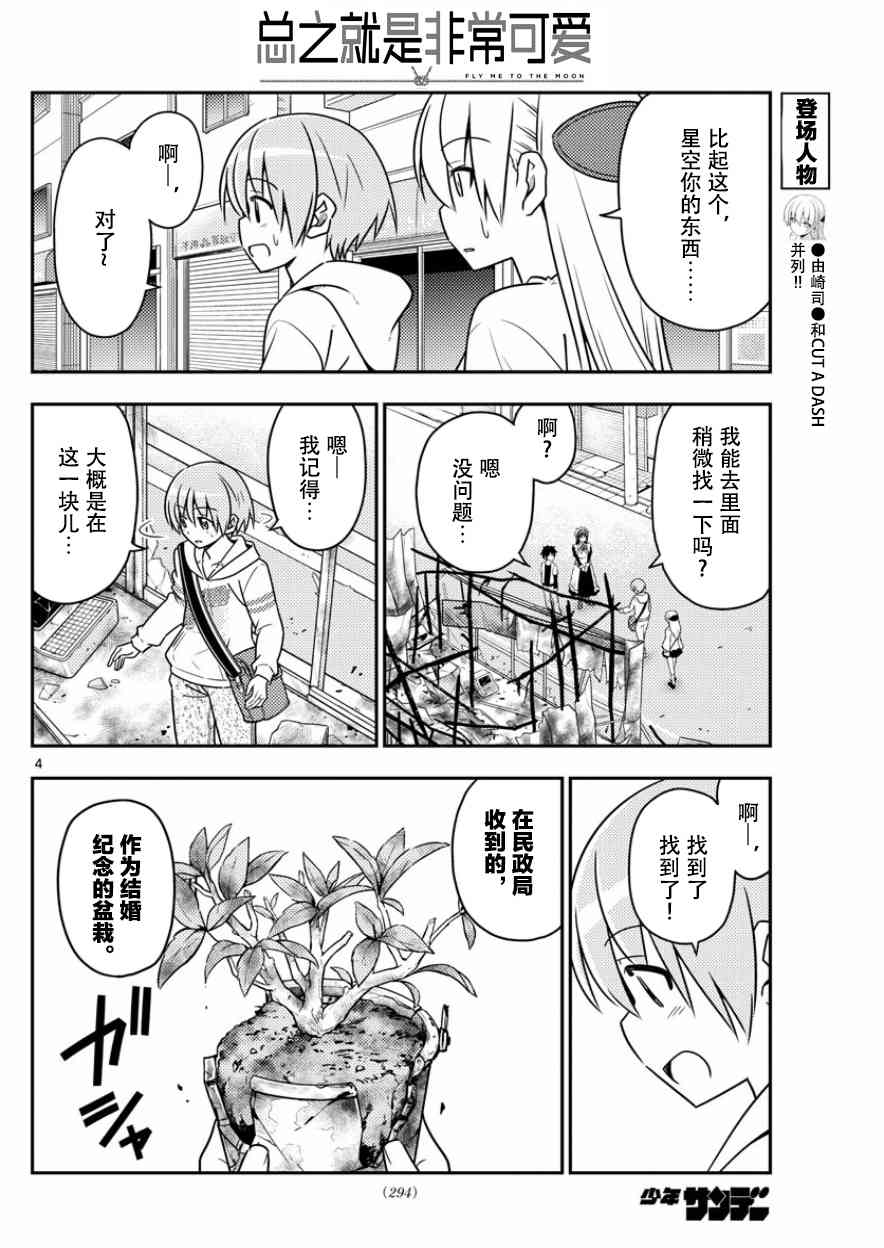 总之就是非常可爱
FLY ME TO THE MOON
登场人物
●由崎司●和CUT A DASH
并列!!
比起这个,
星空你的东西……
啊—,
对了~
我能去里面
稍微找一下吗?
啊?
嗯
没问题…
嗯—
我记得…
大概是在
这一块儿…
4
啊—,
找到了
找到了!
在民政局
收到的,
作为结婚
纪念的盆栽。
ガシッ
(294)
少年サンデー